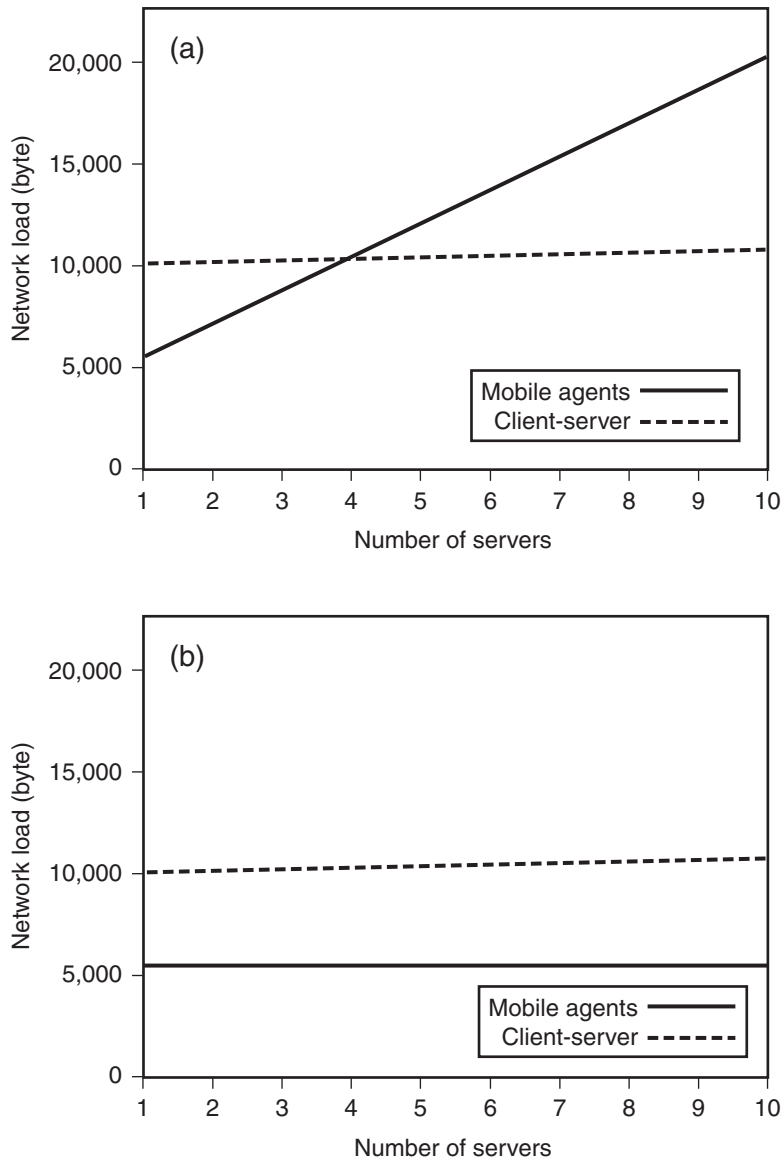 (a)
20,000
15,000
10,000
5,000
0
Network load (byte)
Mobile agents
Client-server
1 2 3 4 5 6 7 8 9 10
Number of servers
(b)
20,000
15,000
10,000
5,000
0
Network load (byte)
Mobile agents
Client-server
1 2 3 4 5 6 7 8 9 10
Number of servers